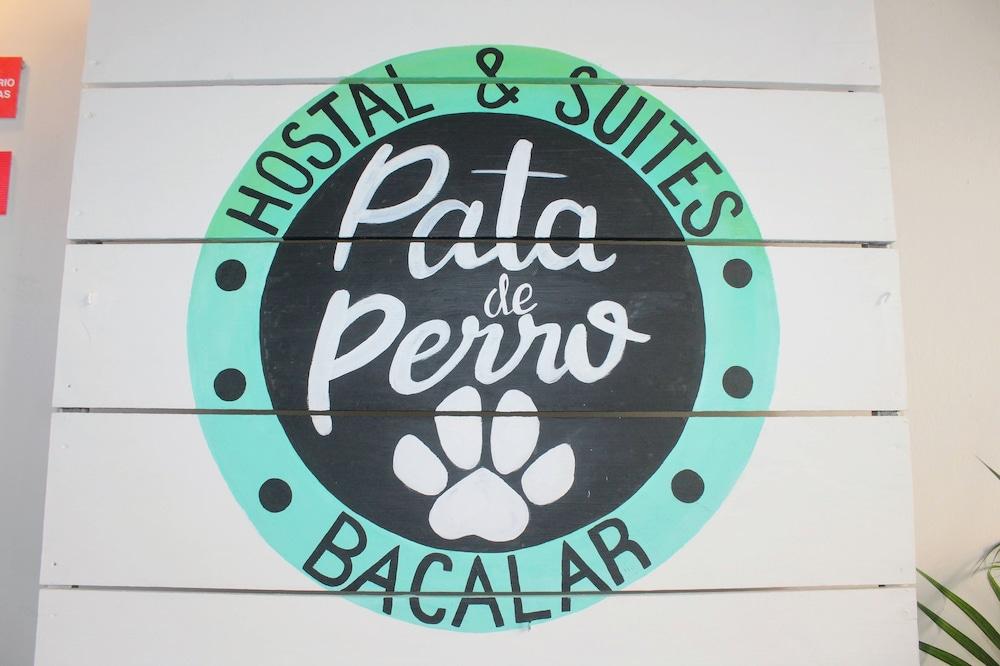 HOSTAL & SUITES
Pata
de
Perro
BACALAR